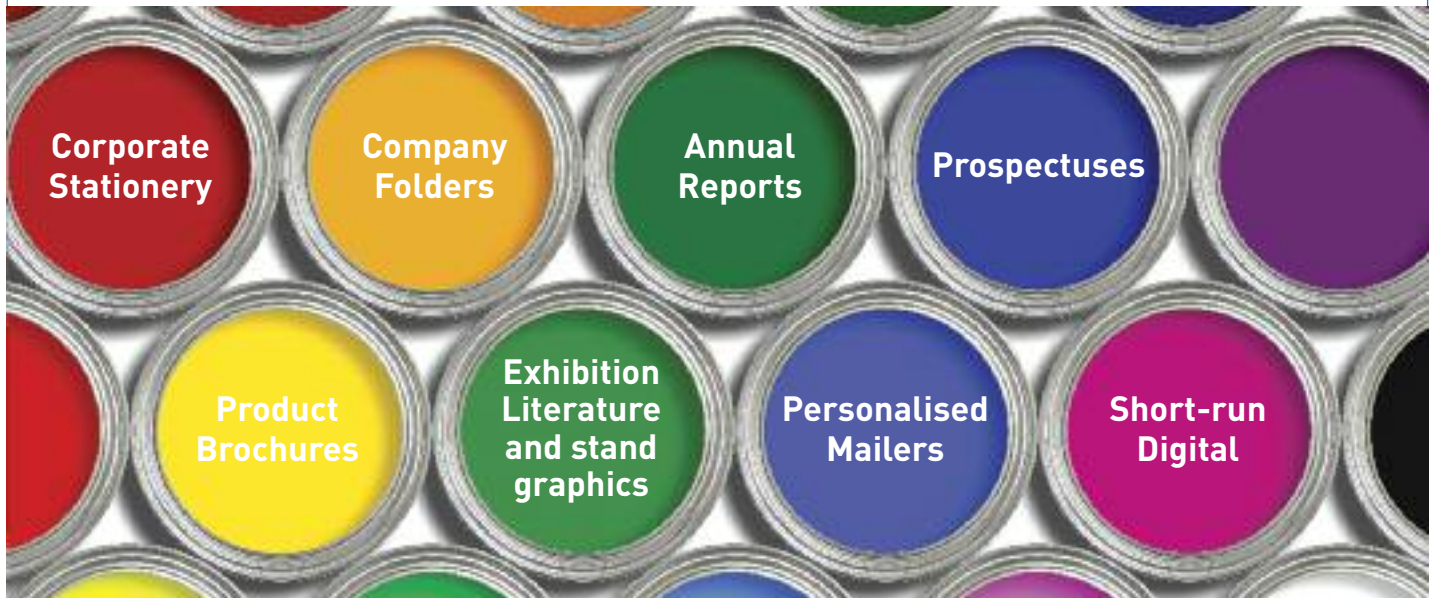 Corporate
Stationery
Company
Folders
Annual
Reports
Prospectuses
Product
Brochures
Exhibition
Literature
and stand
graphics
Personalised
Mailers
Short-run
Digital